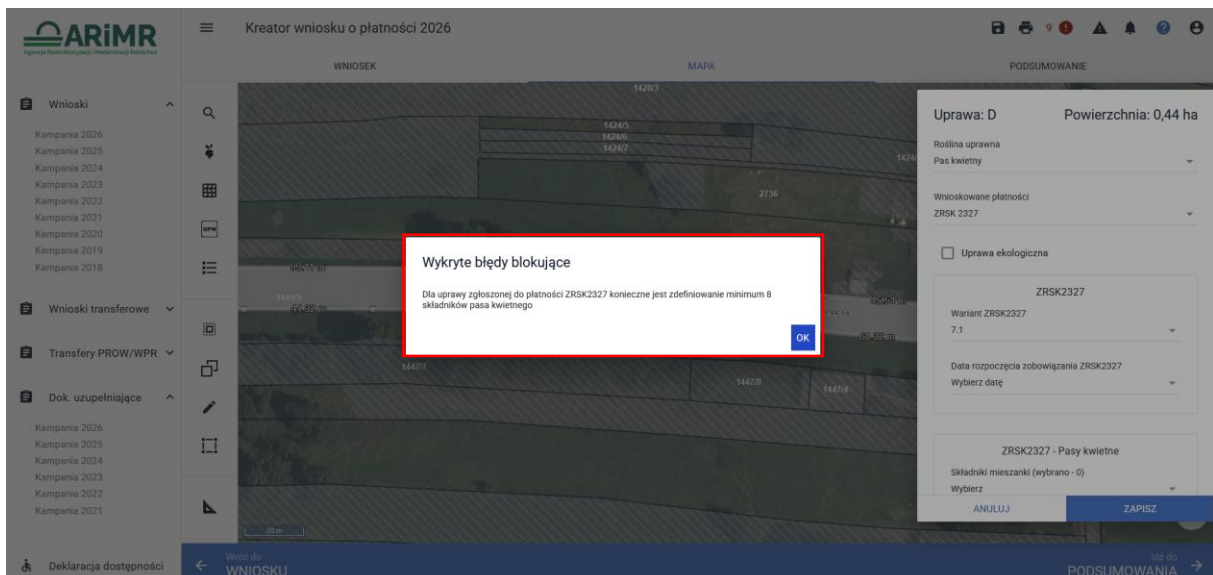 ARiMR
Agencja Restrukturyzacji i Modernizacji Rolnictwa
Kreator wniosku o płatności 2026
9
WNIOSEK
MAPA
PODSUMOWANIE
Wnioski
Kampania 2026
Kampania 2025
Kampania 2024
Kampania 2023
Kampania 2022
Kampania 2021
Kampania 2020
Kampania 2019
Kampania 2018
Wnioski transferowe
Transfery PROW/WPR
Dok. uzupełniające
Kampania 2026
Kampania 2025
Kampania 2024
Kampania 2023
Kampania 2022
Kampania 2021
Deklaracja dostępności
1420/3
1424/5
1424/6
1424/7
2736
44,32 m
1447/7
1447/8
1447/4
22 m
Wykryte błędy blokujące
Dla uprawy zgłoszonej do płatności ZRSK2327 konieczne jest zdefiniowanie minimum 8
składników pasa kwietnego
OK
Uprawa: D
Powierzchnia: 0,44 ha
Roślina uprawna
Pas kwietny
Wnioskowane płatności
ZRSK 2327
Uprawa ekologiczna
ZRSK2327
Wariant ZRSK2327
7.1
Data rozpoczęcia zobowiązania ZRSK2327
Wybierz datę
ZRSK2327 - Pasy kwietne
Składniki mieszanki (wybrano - 0)
Wybierz
ANULUJ
ZAPISZ
Wróć do
WNIOSKU
Idź do
PODSUMOWANIA